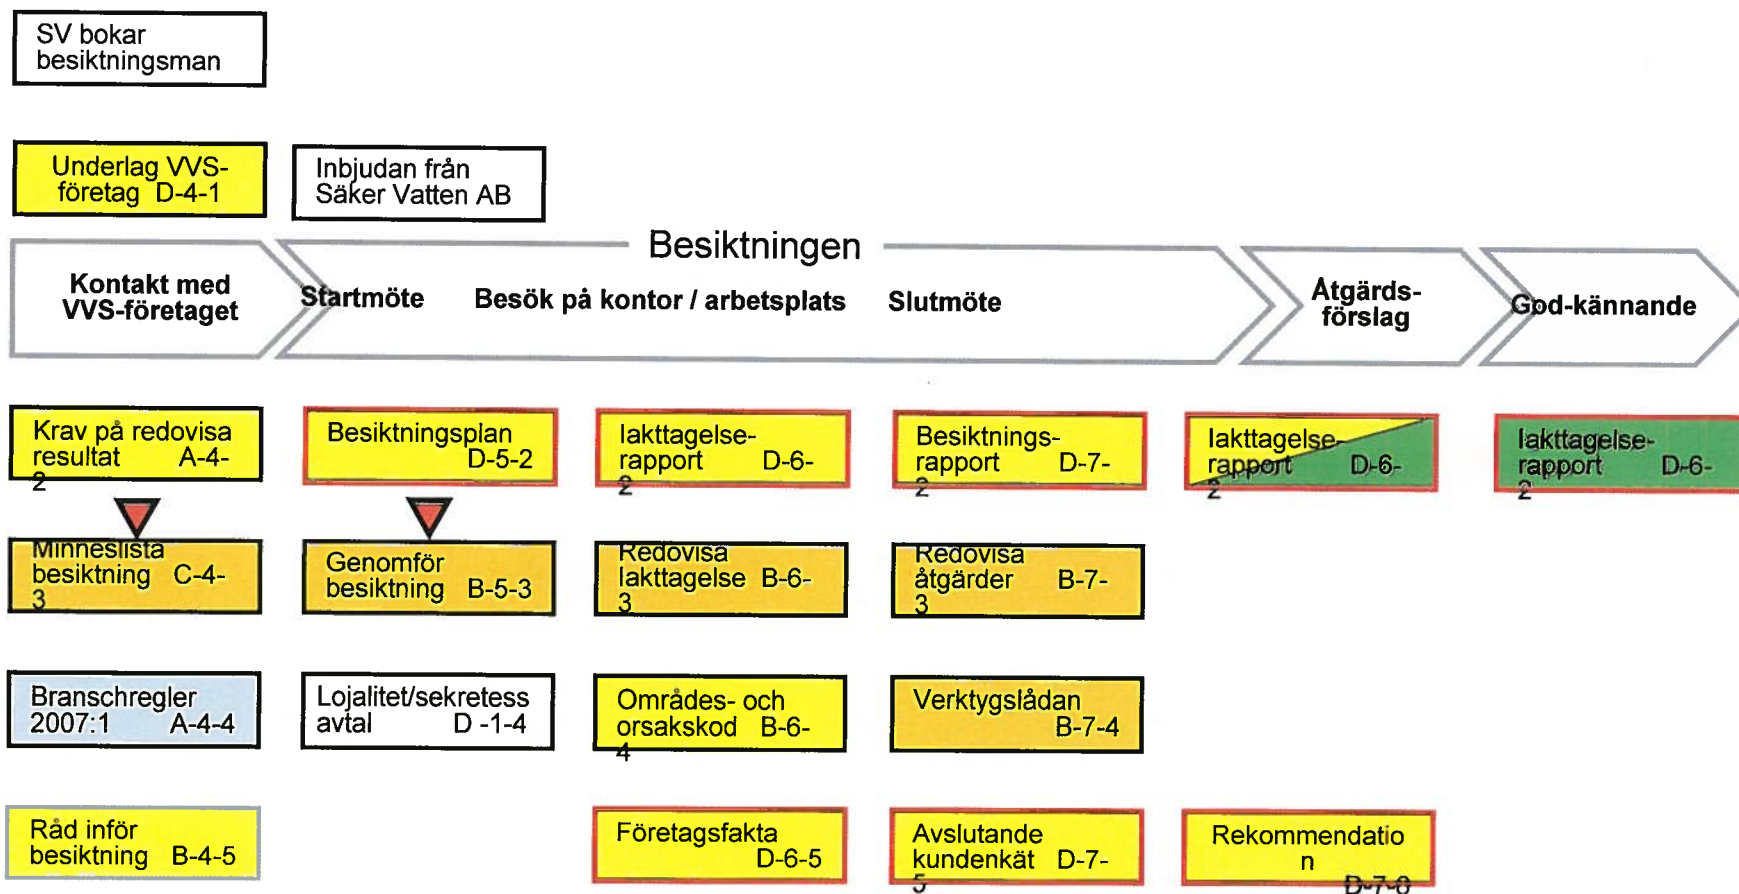 SV bokar
besiktningsman
Underlag VVS-
företag D-4-1
Inbjudan från
Säker Vatten AB
Besiktningen
Kontakt med
VVS-företaget
Startmöte
Besök på kontor / arbetsplats
Slutmöte
Åtgärds-
förslag
God-kännande
Krav på redovisa
resultat A-4-
2
Besiktningsplan
D-5-2
Iakttagelse-
rapport D-6-
2
Besiktnings-
rapport D-7-
2
Iakttagelse-
rapport D-6-
2
Iakttagelse-
rapport D-6-
2
Minneslista
besiktning C-4-
3
Genomför
besiktning B-5-3
Redovisa
Iakttagelse B-6-
3
Redovisa
åtgärder B-7-
3
Branschregler
2007:1 A-4-4
Lojalitet/sekretess
avtal D -1-4
Områdes- och
orsakskod B-6-
4
Verktygslådan
B-7-4
Råd inför
besiktning B-4-5
Företagsfakta
D-6-5
Avslutande
kundenkät D-7-
5
Rekommendatio
n